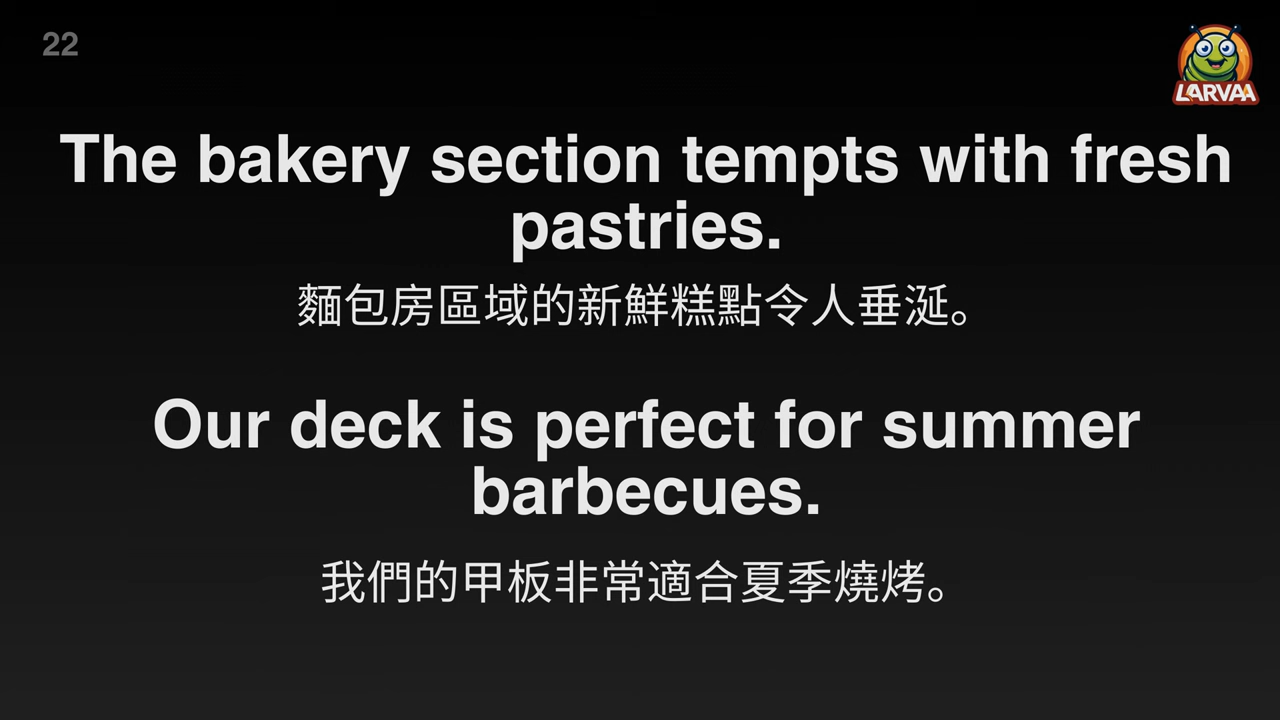 22
LARVAA
The bakery section tempts with fresh
pastries.
麵包房區域的新鮮糕點令人垂涎。
Our deck is perfect for summer
barbecues.
我們的甲板非常適合夏季燒烤。